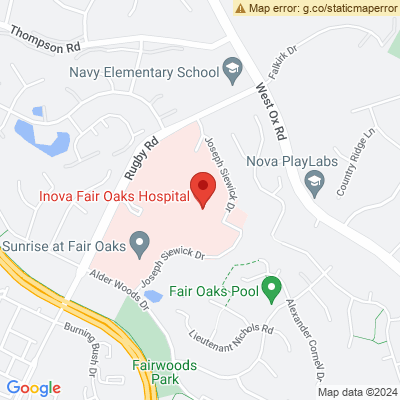 Map error: g.co/staticmaperror
Thompson Rd
Falkirk Dr
Navy Elementary School
West Ox Rd
Rugby Rd
Joseph Siewick Dr
Country Ridge Ln
Nova PlayLabs
Inova Fair Oaks Hospital
Sunrise at Fair Oaks
Joseph Siewick Dr
Alder Woods Dr
Fair Oaks Pool
Burning Bush Dr
Lieutenant Nichols Rd
Alexander Cornell Dr
Fairwoods
Park
Google
Map data ©2024